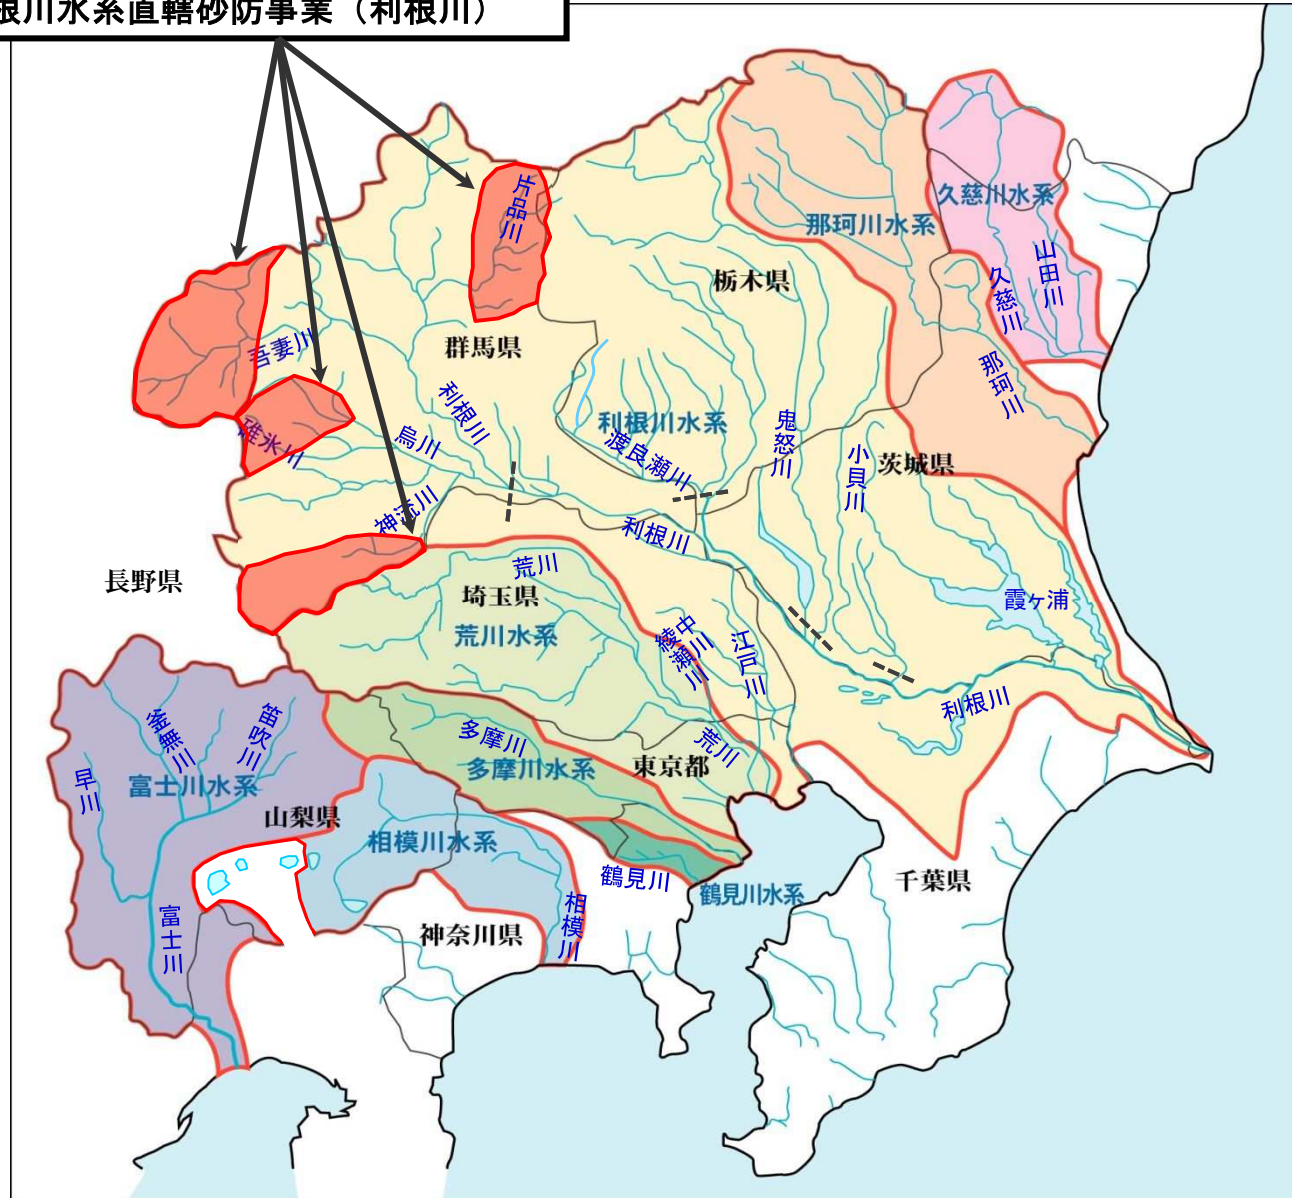 根川水系直轄砂防事業（利根川）
片品川
久慈川水系
那珂川水系
山田川
栃木県
久慈川
吾妻川
群馬県
那珂川
利根川
利根川水系
鬼怒川
碓氷川
烏川
渡良瀬川
小貝川
茨城県
神流川
利根川
荒川
長野県
埼玉県
霞ヶ浦
荒川水系
綾瀬川
中川
江戸川
利根川
釜無川
笛吹川
多摩川
荒川
早川
富士川水系
多摩川水系
東京都
山梨県
相模川水系
鶴見川
千葉県
鶴見川水系
富士川
相模川
神奈川県